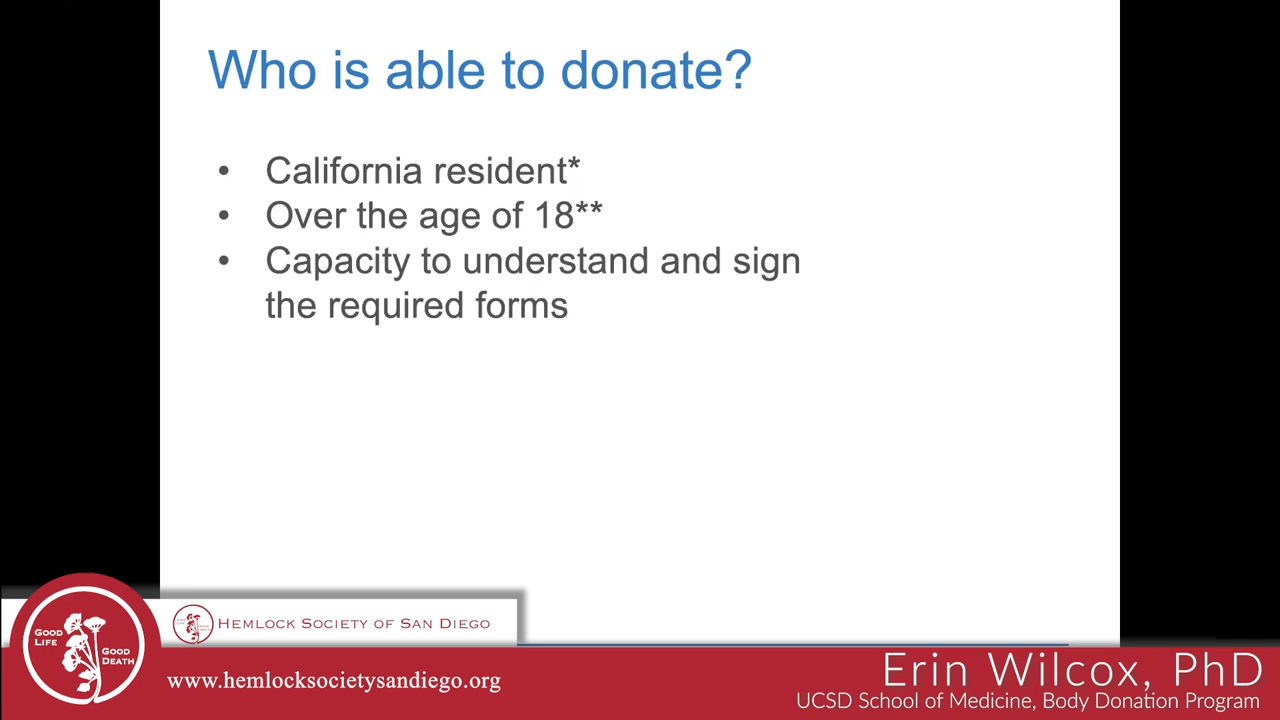 Who is able to donate?
• California resident*
• Over the age of 18**
• Capacity to understand and sign
the required forms
GOOD
LIFE
GOOD
DEATH
HEMLOCK SOCIETY OF SAN DIEGO
www.hemlocksocietysandiego.org
Erin Wilcox, PhD
UCSD School of Medicine, Body Donation Program